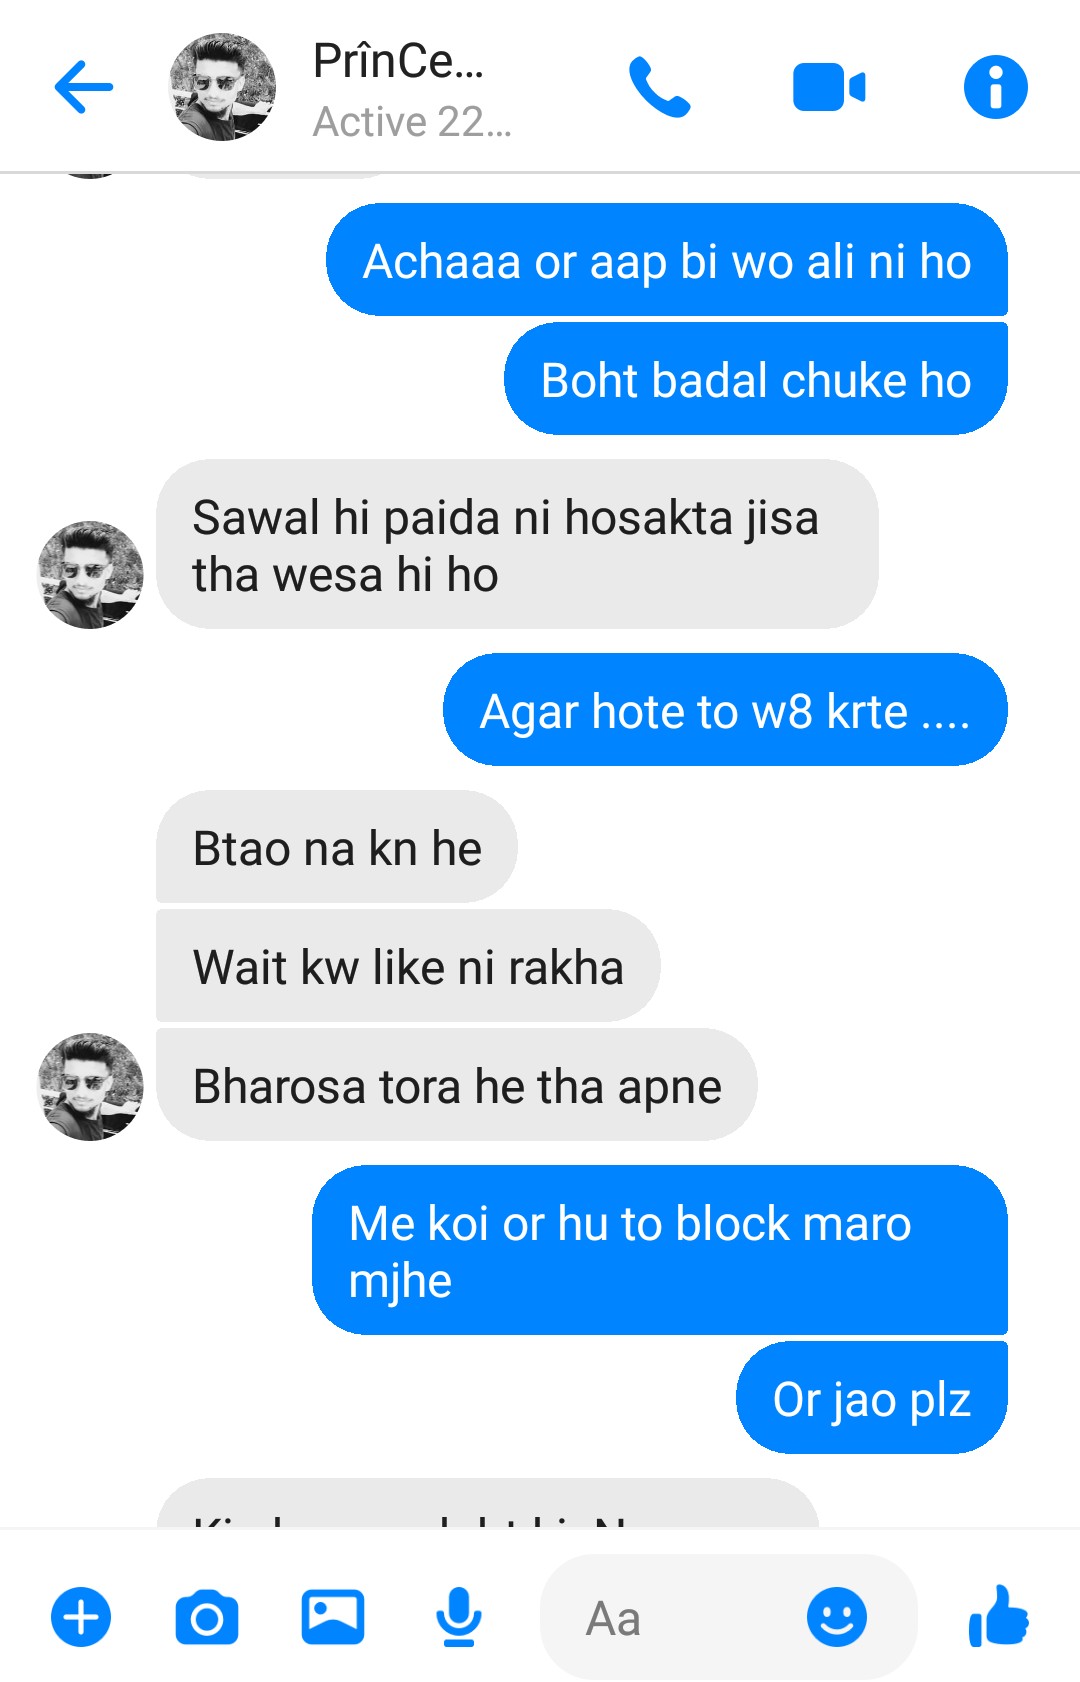 PrînCe...
Active 22...
Achaaa or aap bi wo ali ni ho
Boht badal chuke ho
Sawal hi paida ni hosakta jisa
tha wesa hi ho
Agar hote to w8 krte ....
Btao na kn he
Wait kw like ni rakha
Bharosa tora he tha apne
Me koi or hu to block maro
mjhe
Or jao plz
Aa